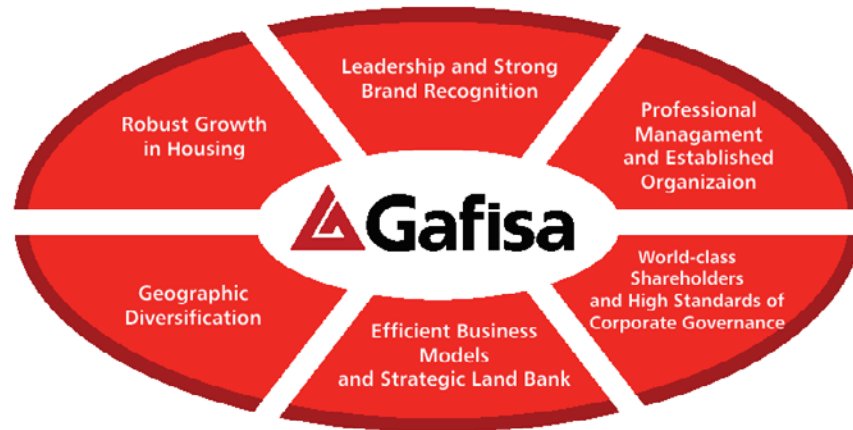 Leadership and Strong
Brand Recognition
Robust Growth
in Housing
Professional
Managament
and Established
Organizaion
Gafisa
World-class
Shareholders
and High Standards of
Corporate Governance
Geographic
Diversification
Efficient Business
Models
and Strategic Land Bank